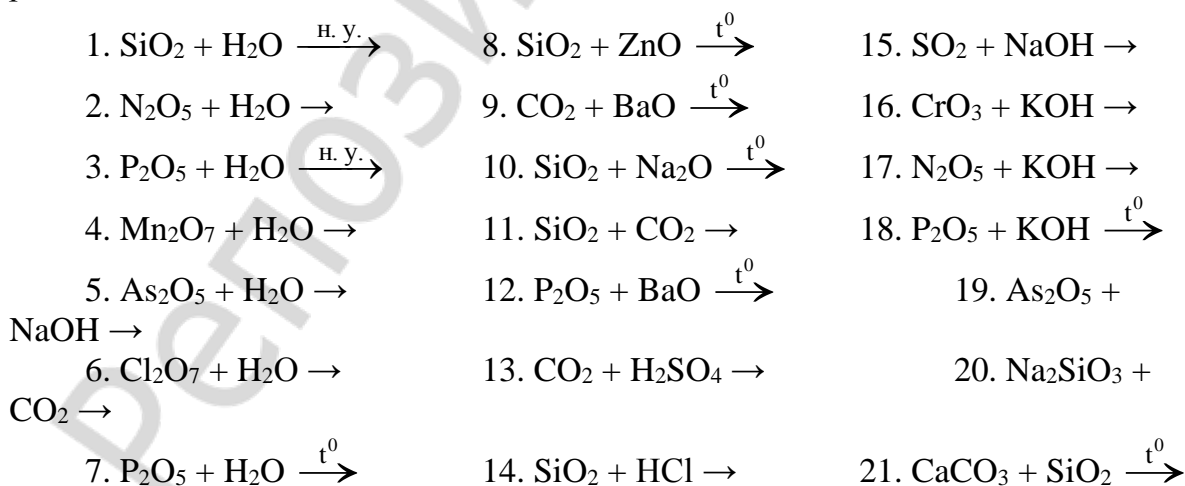 1. SiO₂ + H₂O —н. у.→ 8. SiO₂ + ZnO —t⁰→ 15. SO₂ + NaOH →
2. N₂O₅ + H₂O → 9. CO₂ + BaO —t⁰→ 16. CrO₃ + KOH →
3. P₂O₅ + H₂O —н. у.→ 10. SiO₂ + Na₂O —t⁰→ 17. N₂O₅ + KOH →
4. Mn₂O₇ + H₂O → 11. SiO₂ + CO₂ → 18. P₂O₅ + KOH —t⁰→
5. As₂O₅ + H₂O → 12. P₂O₅ + BaO —t⁰→ 19. As₂O₅ +
NaOH →
6. Cl₂O₇ + H₂O → 13. CO₂ + H₂SO₄ → 20. Na₂SiO₃ +
CO₂ →
7. P₂O₅ + H₂O —t⁰→ 14. SiO₂ + HCl → 21. CaCO₃ + SiO₂ —t⁰→
Репози